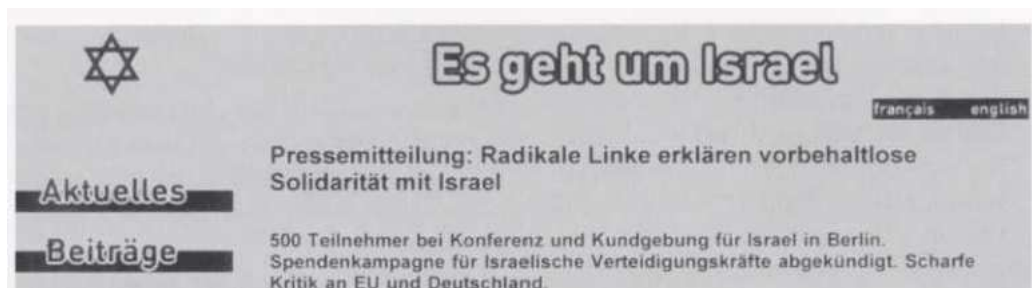 Es geht um Israel
français english
Pressemitteilung: Radikale Linke erklären vorbehaltlose
Solidarität mit Israel
Aktuelles
Beiträge
500 Teilnehmer bei Konferenz und Kundgebung für Israel in Berlin.
Spendenkampagne für Israelische Verteidigungskräfte abgekündigt. Scharfe
Kritik an EU und Deutschland.